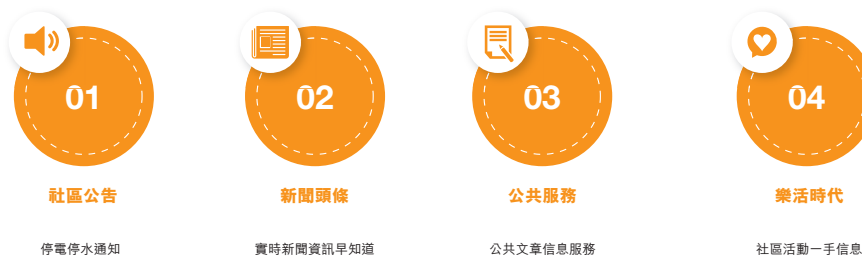 01
02
03
04
社區公告
新聞頭條
公共服務
樂活時代
停電停水通知
實時新聞資訊早知道
公共文章信息服務
社區活動一手信息